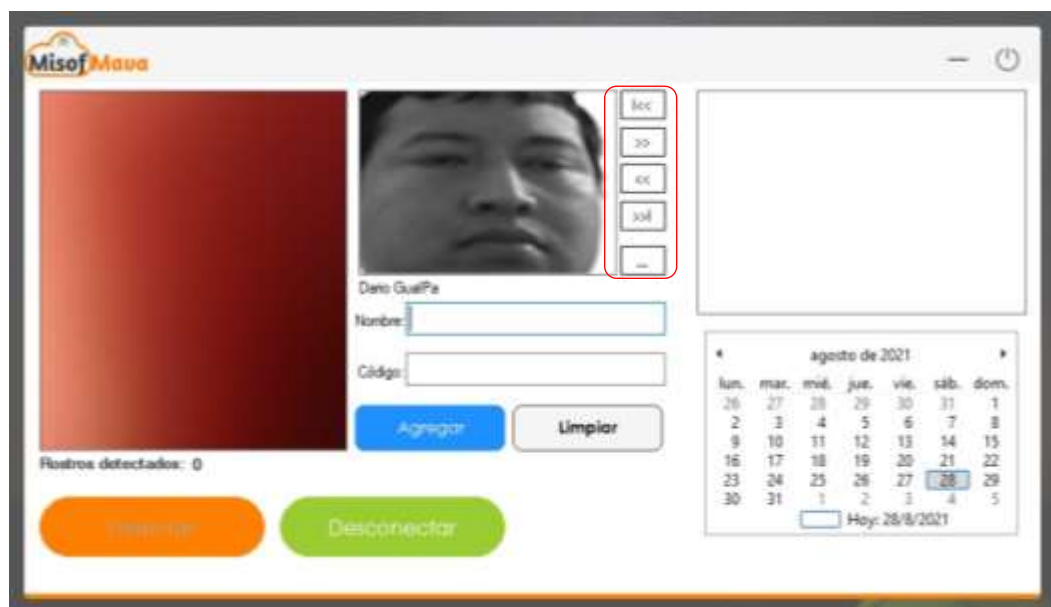 MisofMava
|<<
>>
<<
>>|
...
Dario GualPa
Nombre:
Código:
Agregar
Limpiar
Rostros detectados: 0
Desconectar
agosto de 2021
lun. mar. mié. jue. vie. sáb. dom.
26 27 28 29 30 31 1
2 3 4 5 6 7 8
9 10 11 12 13 14 15
16 17 18 19 20 21 22
23 24 25 26 27 28 29
30 31 1 2 3 4 5
Hoy: 28/8/2021